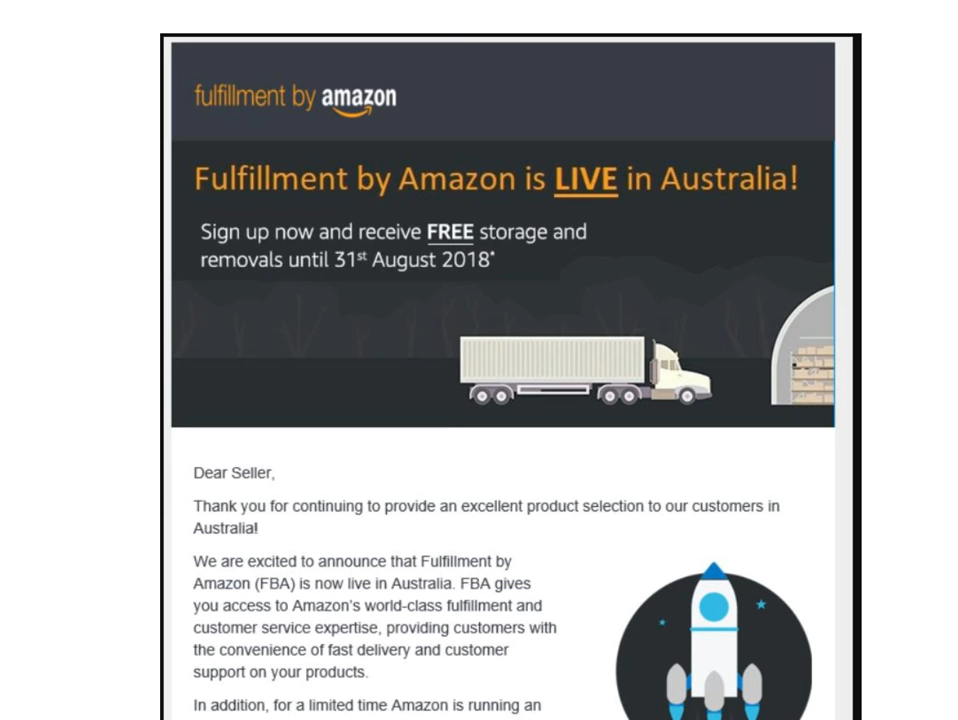 fulfillment by amazon
Fulfillment by Amazon is LIVE in Australia!
Sign up now and receive FREE storage and
removals until 31st August 2018*
Dear Seller,
Thank you for continuing to provide an excellent product selection to our customers in
Australia!
We are excited to announce that Fulfillment by
Amazon (FBA) is now live in Australia. FBA gives
you access to Amazon's world-class fulfillment and
customer service expertise, providing customers with
the convenience of fast delivery and customer
support on your products.
In addition, for a limited time Amazon is running an